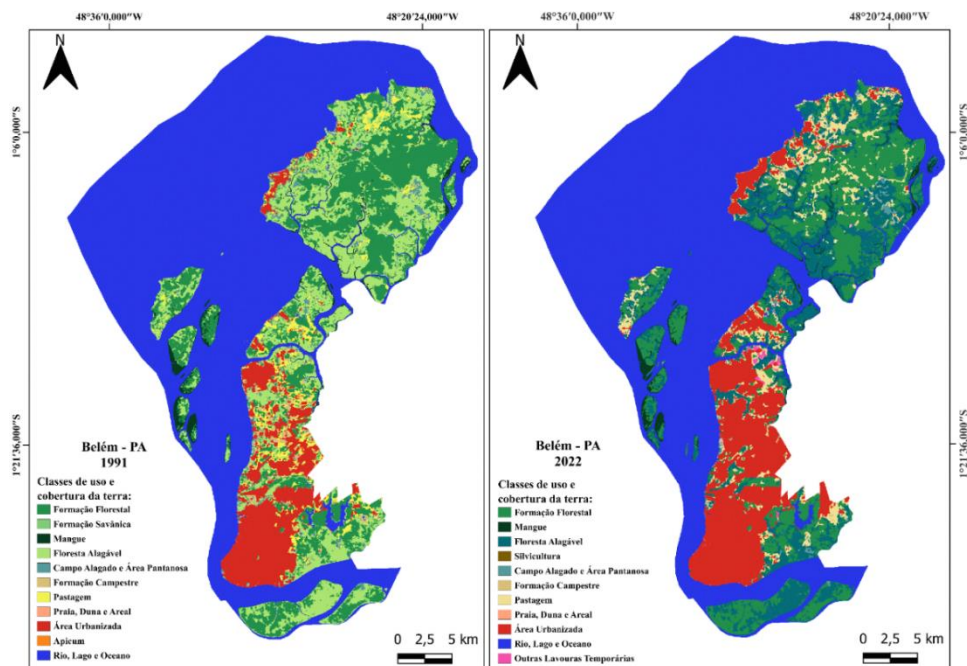 48°36'0,000"W
48°20'24,000"W
N
1°6'0,000"S
1°21'36,000"S
Belém - PA
1991
Classes de uso e
cobertura da terra:
Formação Florestal
Formação Savânica
Mangue
Floresta Alagável
Campo Alagado e Área Pantanosa
Formação Campestre
Pastagem
Praia, Duna e Areal
Área Urbanizada
Apicum
Rio, Lago e Oceano
0 2,5 5 km
48°36'0,000"W
48°20'24,000"W
N
1°6'0,000"S
1°21'36,000"S
Belém - PA
2022
Classes de uso e
cobertura da terra:
Formação Florestal
Mangue
Floresta Alagável
Silvicultura
Campo Alagado e Área Pantanosa
Formação Campestre
Pastagem
Praia, Duna e Areal
Área Urbanizada
Rio, Lago e Oceano
Outras Lavouras Temporárias
0 2,5 5 km